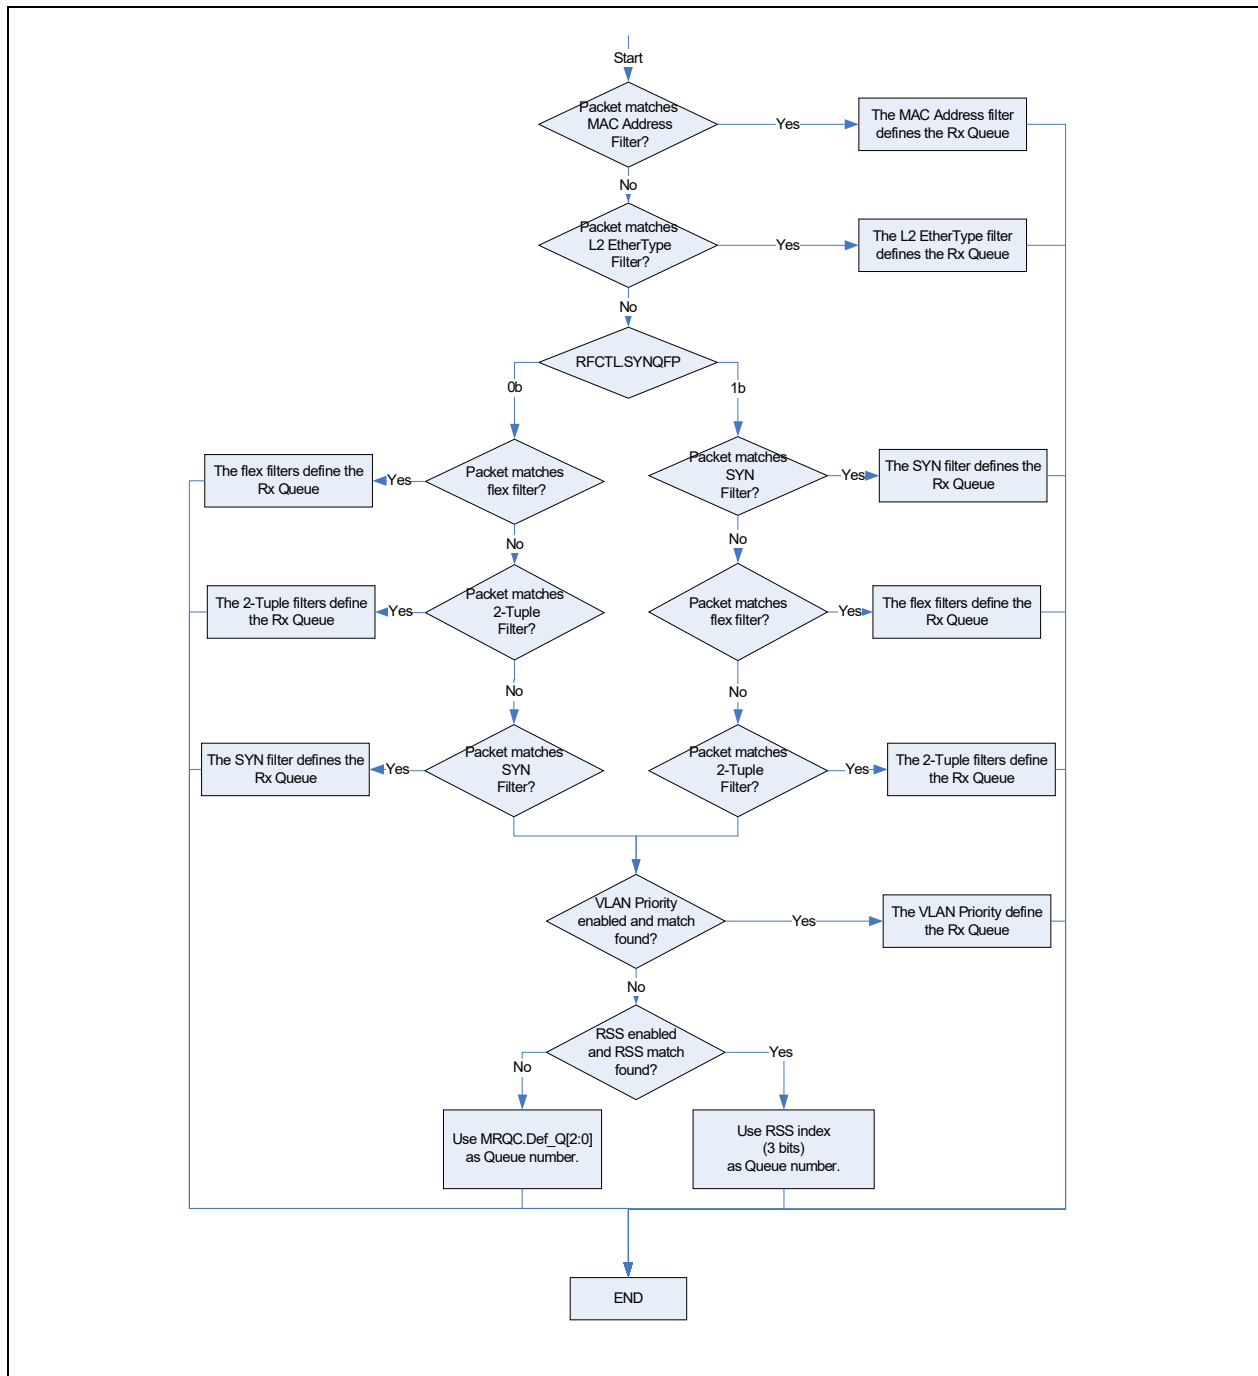 Start
Packet matches
MAC Address
Filter?
Yes
The MAC Address filter
defines the Rx Queue
No
Packet matches
L2 EtherType
Filter?
Yes
The L2 EtherType filter
defines the Rx Queue
No
RFCTL.SYNQFP
0b
1b
The flex filters define the
Rx Queue
Yes
Packet matches
flex filter?
Packet matches
SYN
Filter?
Yes
The SYN filter defines the
Rx Queue
No
No
The 2-Tuple filters define
the Rx Queue
Yes
Packet matches
2-Tuple
Filter?
Packet matches
flex filter?
Yes
The flex filters define the
Rx Queue
No
No
The SYN filter defines the
Rx Queue
Yes
Packet matches
SYN
Filter?
Packet matches
2-Tuple
Filter?
Yes
The 2-Tuple filters define
the Rx Queue
VLAN Priority
enabled and match
found?
Yes
The VLAN Priority define
the Rx Queue
No
RSS enabled
and RSS match
found?
No
Yes
Use MRQC.Def_Q[2:0]
as Queue number.
Use RSS index
(3 bits)
as Queue number.
END